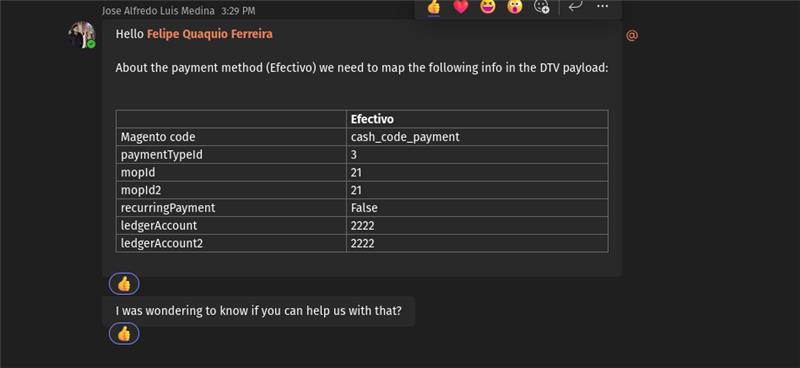 Jose Alfredo Luis Medina 3:29 PM
Hello Felipe Quaquio Ferreira
@
About the payment method (Efectivo) we need to map the following info in the DTV payload:
Efectivo
Magento code cash_code_payment
paymentTypeId 3
mopId 21
mopId2 21
recurringPayment False
ledgerAccount 2222
ledgerAccount2 2222
I was wondering to know if you can help us with that?